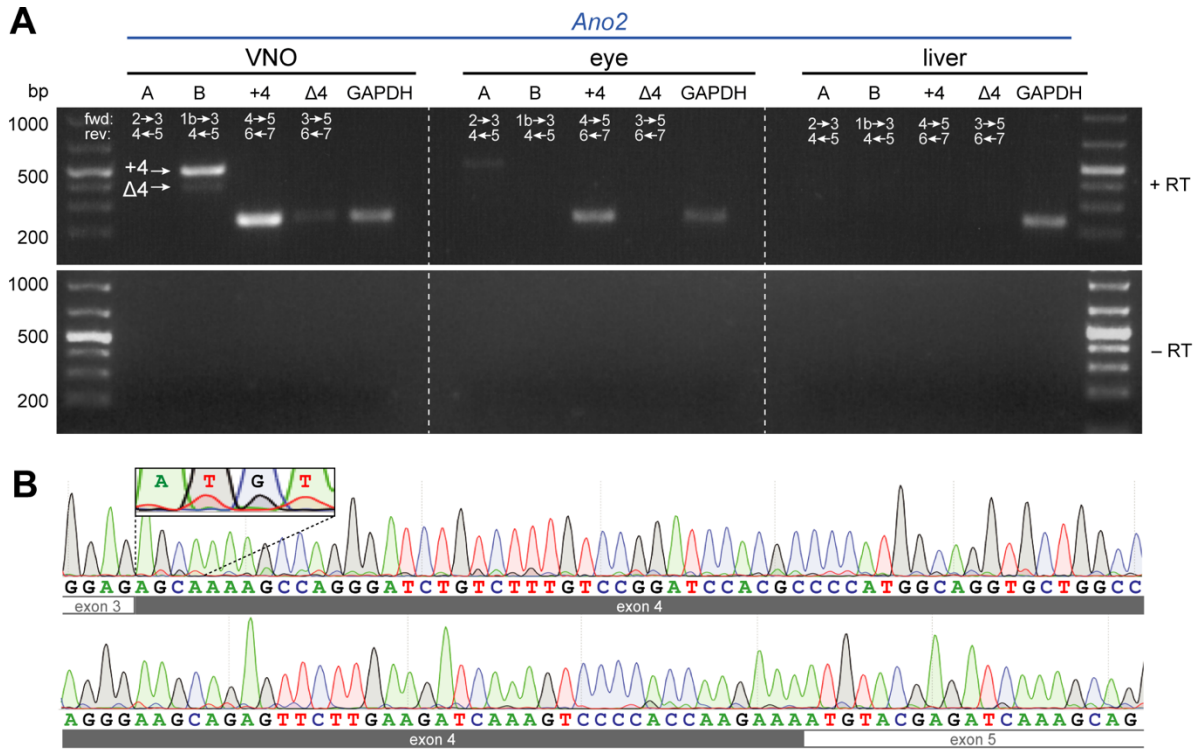 A
Ano2
VNO eye liver
bp A B +4 Δ4 GAPDH A B +4 Δ4 GAPDH A B +4 Δ4 GAPDH
1000 fwd: 2→3 1b→3 4→5 3→5 2→3 1b→3 4→5 3→5 2→3 1b→3 4→5 3→5
rev: 4←5 4←5 6←7 6←7 4←5 4←5 6←7 6←7 4←5 4←5 6←7 6←7
+4→
500 Δ4→ + RT
200
1000
500 – RT
200
B
A T G T
GGAGAGCAAAAGCCAGGGATCTGTCTTTGTCCGGATCCACGCCCCATGGCAGGTGCTGGCC
exon 3 exon 4
AGGGAAGCAGAGTTCTTGAAGATCAAAGTCCCCACCAAGAAAATGTACGAGATCAAAGCAG
exon 4 exon 5